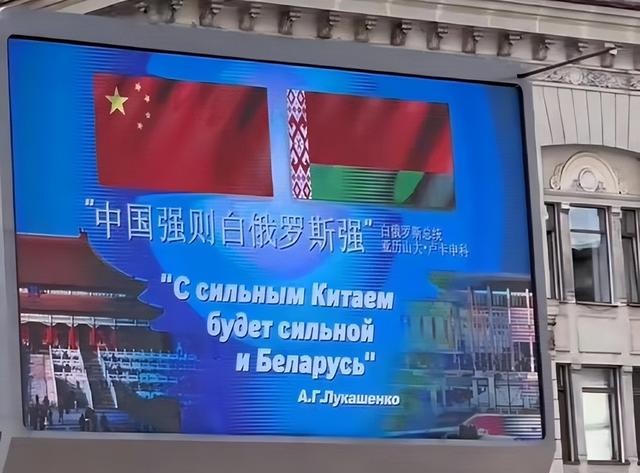 "中国强则白俄罗斯强"
白俄罗斯总统
亚历山大·卢卡申科
"С сильным Китаем
будет сильной
и Беларусь"
А.Г.Лукашенко